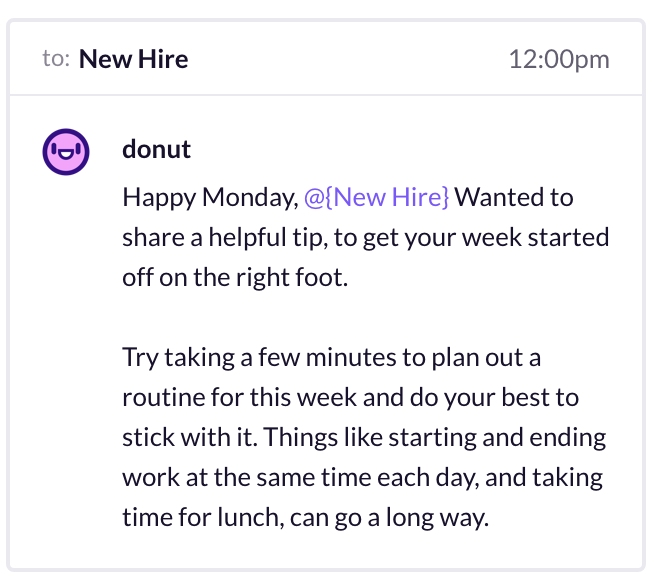 to: New Hire 12:00pm
donut
Happy Monday, @{New Hire} Wanted to
share a helpful tip, to get your week started
off on the right foot.
Try taking a few minutes to plan out a
routine for this week and do your best to
stick with it. Things like starting and ending
work at the same time each day, and taking
time for lunch, can go a long way.